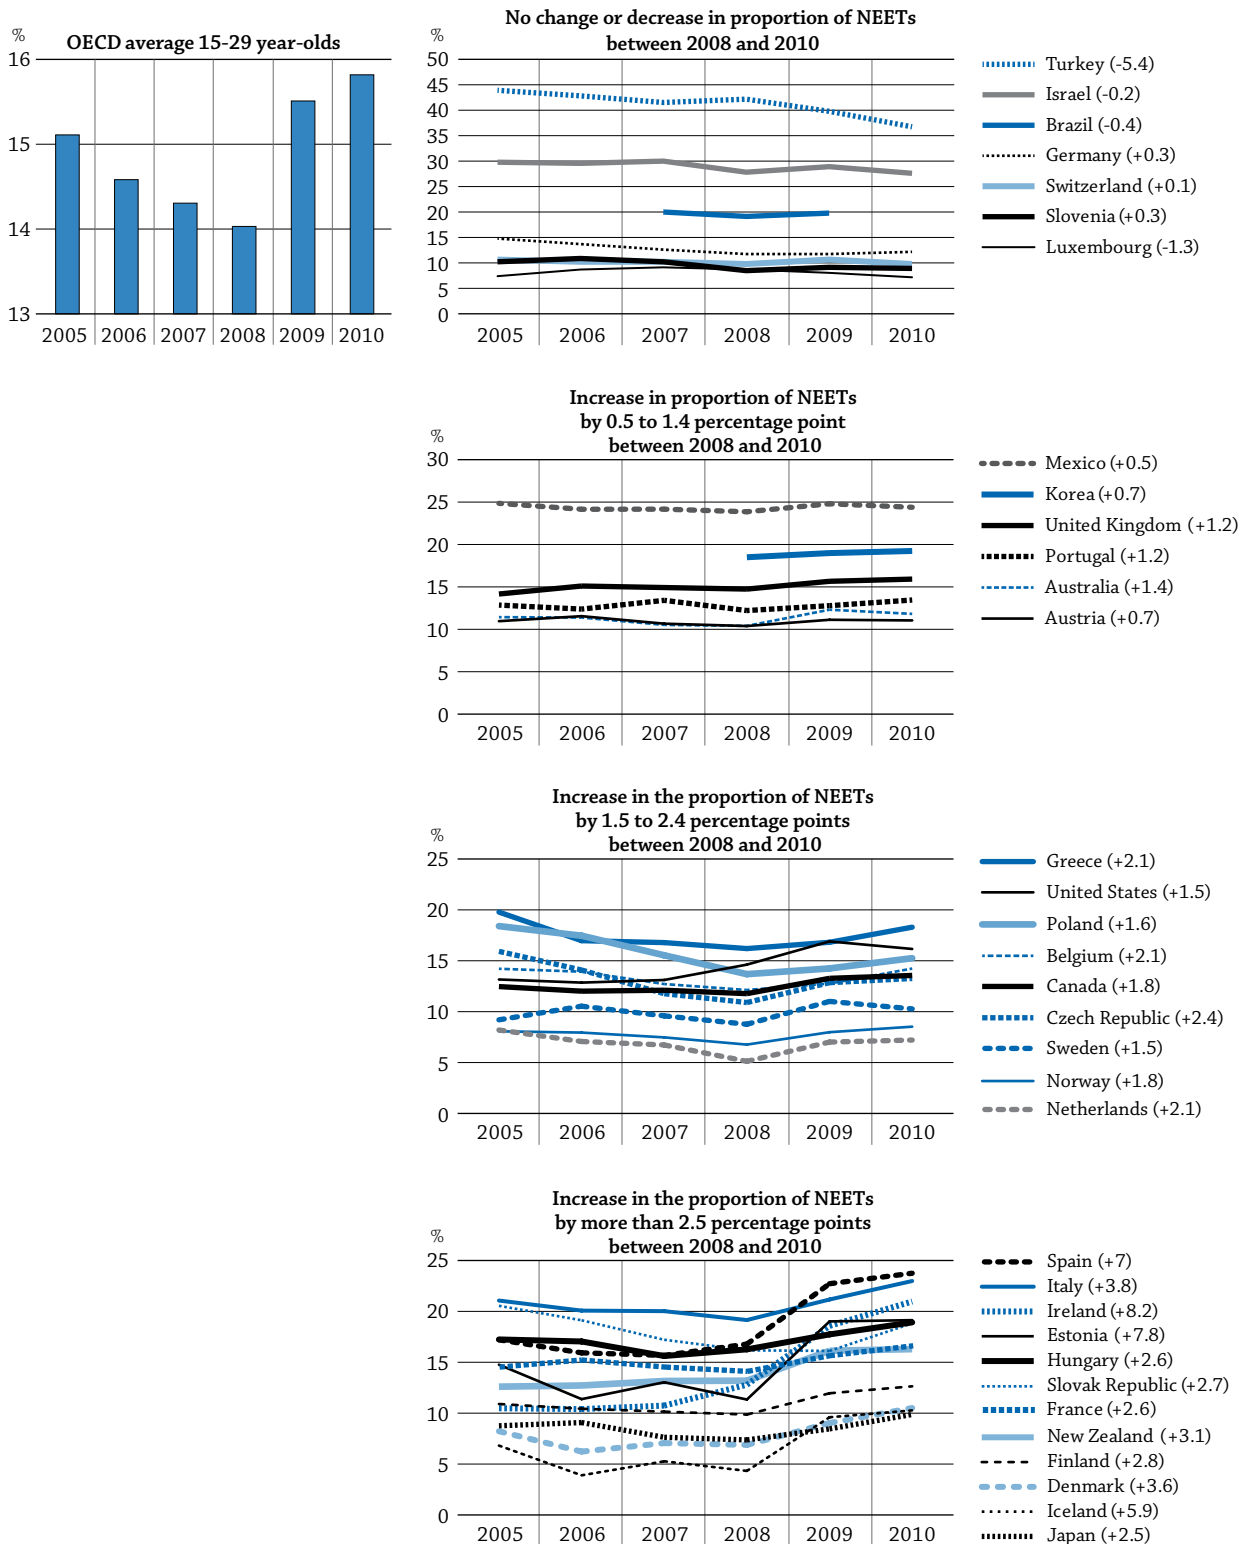 OECD average 15-29 year-olds
%
16
15
14
13
2005 2006 2007 2008 2009 2010
No change or decrease in proportion of NEETs
between 2008 and 2010
%
50
45
40
35
30
25
20
15
10
5
0
2005 2006 2007 2008 2009 2010
Turkey (-5.4)
Israel (-0.2)
Brazil (-0.4)
Germany (+0.3)
Switzerland (+0.1)
Slovenia (+0.3)
Luxembourg (-1.3)
Increase in proportion of NEETs
by 0.5 to 1.4 percentage point
between 2008 and 2010
%
30
25
20
15
10
5
0
2005 2006 2007 2008 2009 2010
Mexico (+0.5)
Korea (+0.7)
United Kingdom (+1.2)
Portugal (+1.2)
Australia (+1.4)
Austria (+0.7)
Increase in the proportion of NEETs
by 1.5 to 2.4 percentage points
between 2008 and 2010
%
25
20
15
10
5
0
2005 2006 2007 2008 2009 2010
Greece (+2.1)
United States (+1.5)
Poland (+1.6)
Belgium (+2.1)
Canada (+1.8)
Czech Republic (+2.4)
Sweden (+1.5)
Norway (+1.8)
Netherlands (+2.1)
Increase in the proportion of NEETs
by more than 2.5 percentage points
between 2008 and 2010
%
25
20
15
10
5
0
2005 2006 2007 2008 2009 2010
Spain (+7)
Italy (+3.8)
Ireland (+8.2)
Estonia (+7.8)
Hungary (+2.6)
Slovak Republic (+2.7)
France (+2.6)
New Zealand (+3.1)
Finland (+2.8)
Denmark (+3.6)
Iceland (+5.9)
Japan (+2.5)